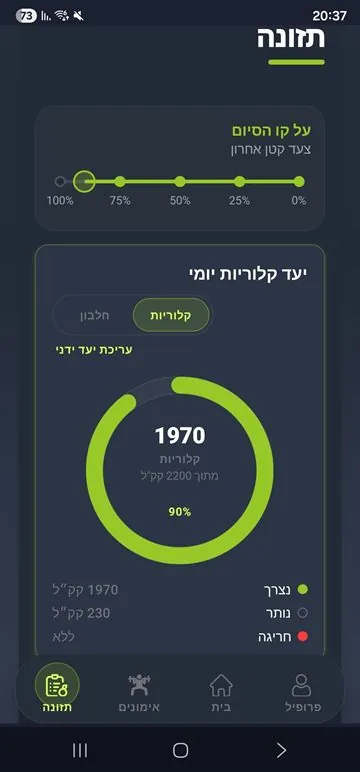 73
20:37
תזונה
על קו הסיום
צעד קטן אחרון
0% 25% 50% 75% 100%
יעד קלוריות יומי
קלוריות חלבון
עריכת יעד ידני
1970
קלוריות
מתוך 2200 קק"ל
90%
נצרך 1970 קק"ל
נותר 230 קק"ל
חריגה ללא
פרופיל בית אימונים תזונה